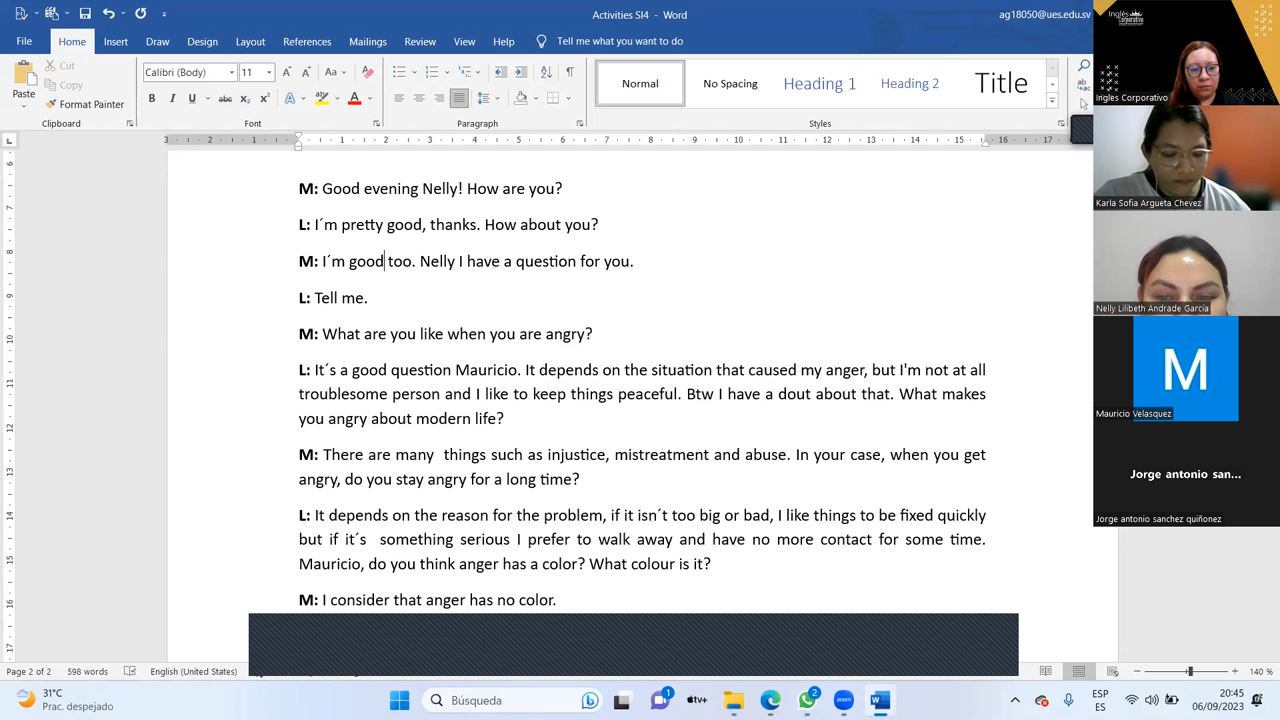 Activities SI4 - Word
ag18050@ues.edu.sv
File Home Insert Draw Design Layout References Mailings Review View Help Tell me what you want to do
Paste
Cut
Copy
Format Painter
Calibri (Body) 11
Normal
No Spacing
Heading 1
Heading 2
Title
Clipboard Font Paragraph Styles
M: Good evening Nelly! How are you?
L: I´m pretty good, thanks. How about you?
M: I´m good too. Nelly I have a question for you.
L: Tell me.
M: What are you like when you are angry?
L: It´s a good question Mauricio. It depends on the situation that caused my anger, but I'm not at all
troublesome person and I like to keep things peaceful. Btw I have a dout about that. What makes
you angry about modern life?
M: There are many  things such as injustice, mistreatment and abuse. In your case, when you get
angry, do you stay angry for a long time?
L: It depends on the reason for the problem, if it isn´t too big or bad, I like things to be fixed quickly
but if it´s  something serious I prefer to walk away and have no more contact for some time.
Mauricio, do you think anger has a color? What colour is it?
M: I consider that anger has no color.
Inglés
Corporativo
Ingles Corporativo
Karla Sofia Argueta Chevez
Nelly Lilibeth Andrade García
M
Mauricio Velasquez
Jorge antonio san...
Jorge antonio sanchez quiñonez
Page 2 of 2 598 words English (United States) 140 %
31°C
Prac. despejado
Búsqueda
ESP
ES
20:45
06/09/2023